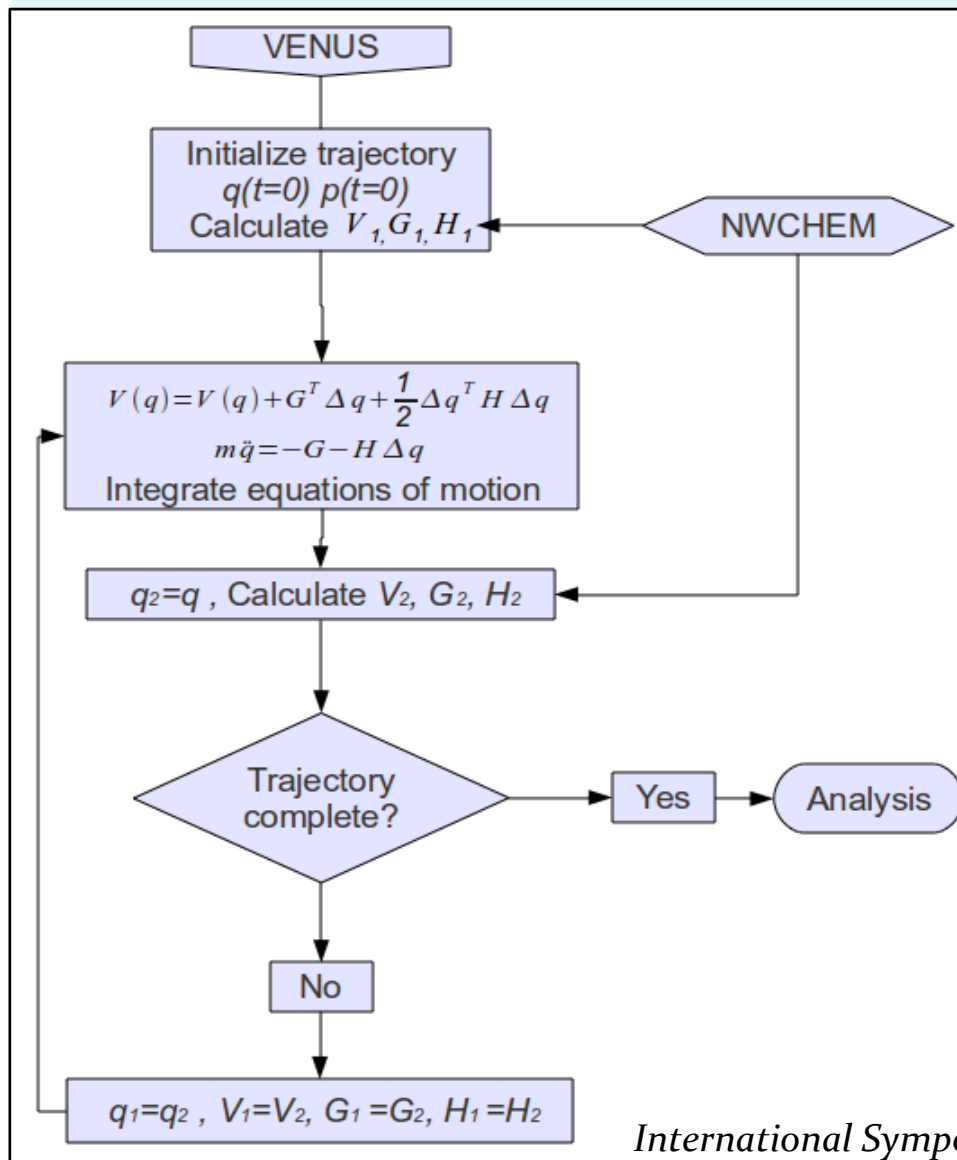 VENUS
Initialize trajectory
q(t=0) p(t=0)
Calculate V₁,G₁,H₁
NWCHEM
V(q)=V(q)+Gᵀ Δq+1/2 Δqᵀ H Δq
mq̈=−G−H Δq
Integrate equations of motion
q₂=q , Calculate V₂, G₂, H₂
Trajectory
complete?
Yes
Analysis
No
q₁=q₂ , V₁=V₂, G₁ =G₂, H₁ =H₂
International Sympo